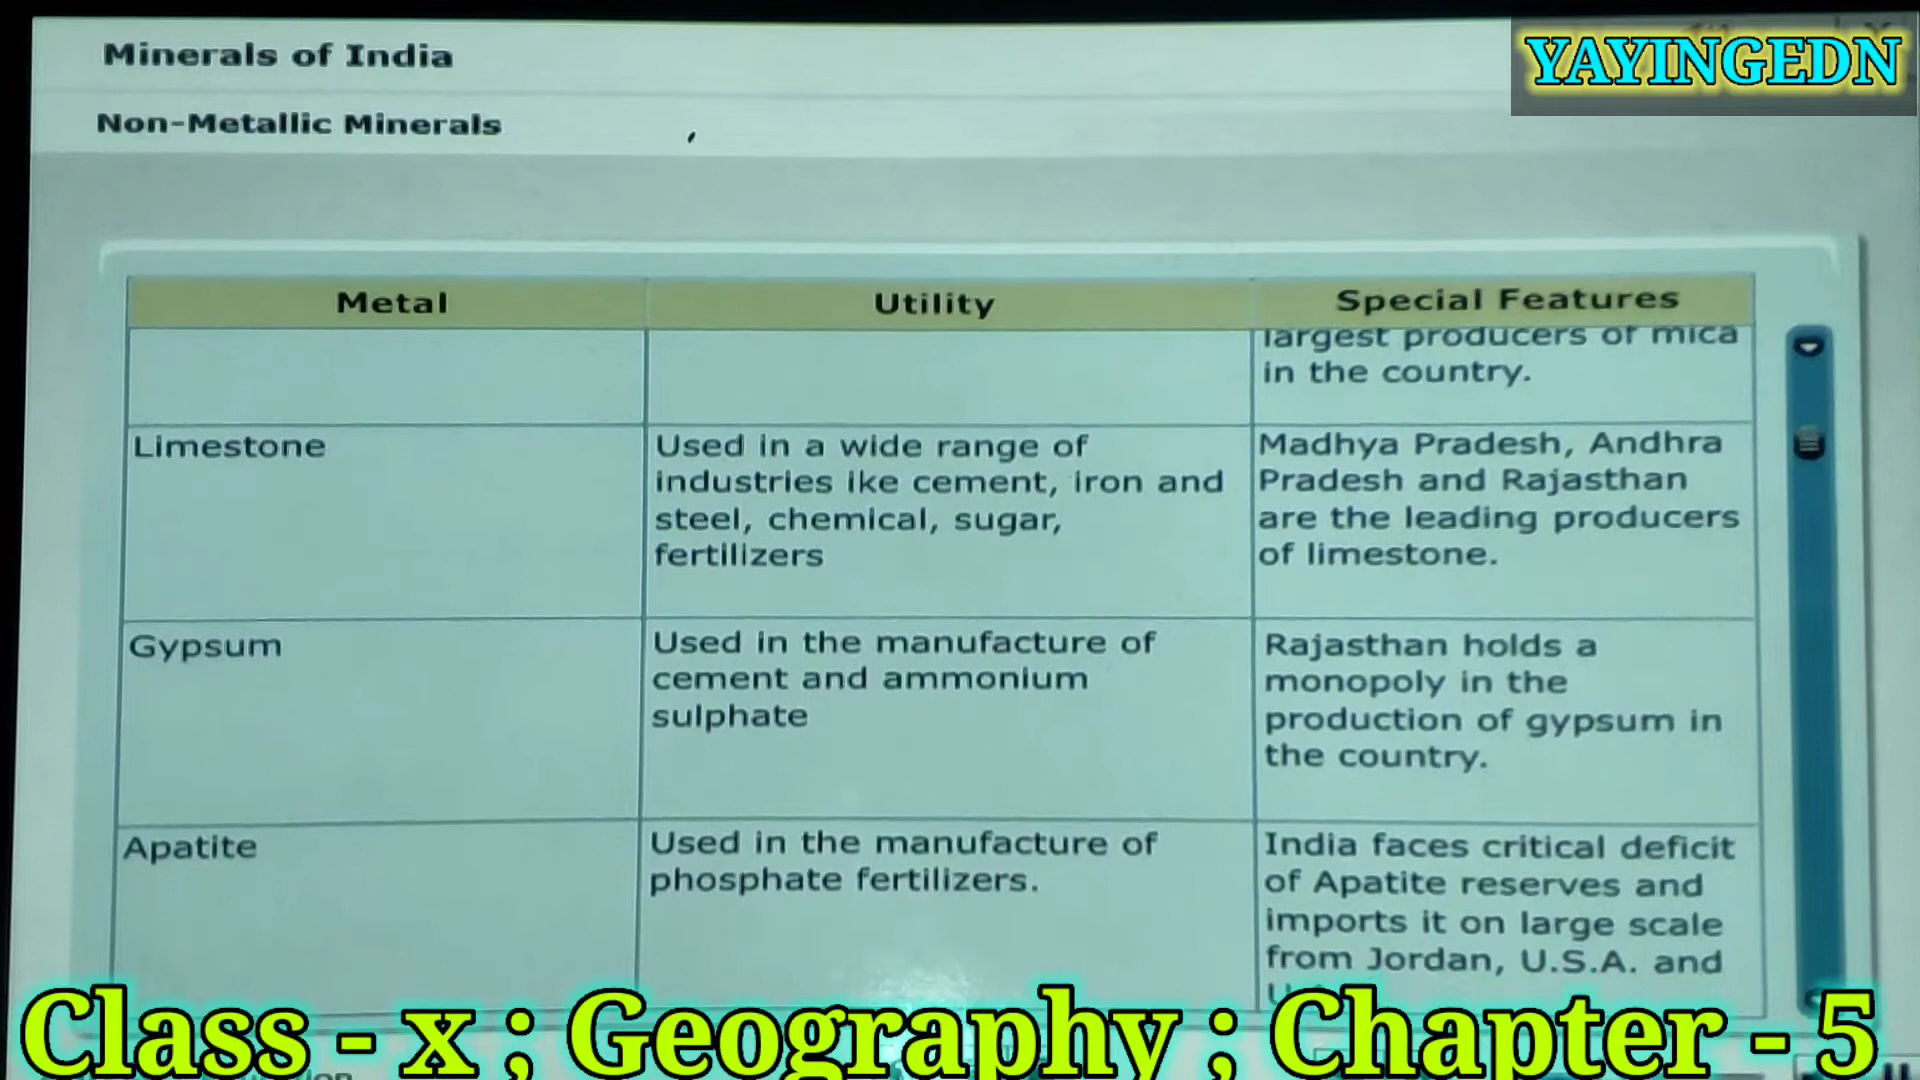 Minerals of India
YAYINGEDN
Non-Metallic Minerals
Metal
Utility
Special Features
largest producers of mica
in the country.
Limestone
Used in a wide range of
industries ike cement, iron and
steel, chemical, sugar,
fertilizers
Madhya Pradesh, Andhra
Pradesh and Rajasthan
are the leading producers
of limestone.
Gypsum
Used in the manufacture of
cement and ammonium
sulphate
Rajasthan holds a
monopoly in the
production of gypsum in
the country.
Apatite
Used in the manufacture of
phosphate fertilizers.
India faces critical deficit
of Apatite reserves and
imports it on large scale
from Jordan, U.S.A. and
Class - x ; Geography ; Chapter - 5